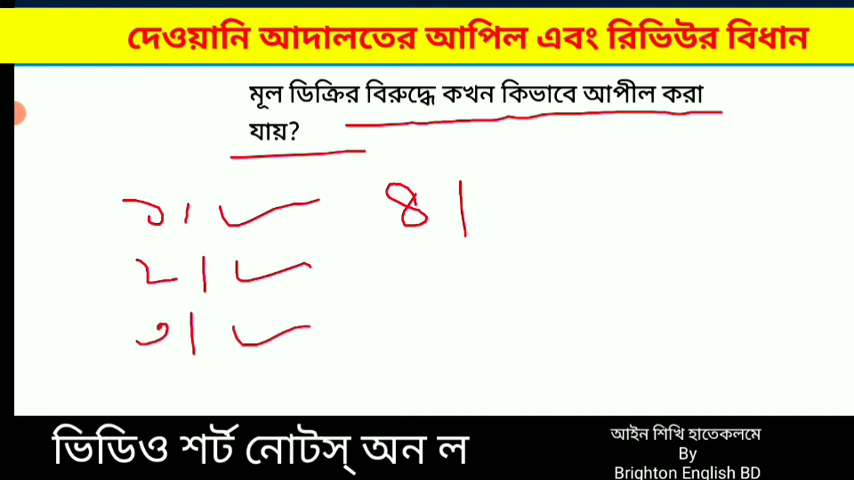 দেওয়ানি আদালতের আপিল এবং রিভিউর বিধান
মূল ডিক্রির বিরুদ্ধে কখন কিভাবে আপীল করা
যায়?
১। ৪।
২।
৩।
ভিডিও শর্ট নোটস্ অন ল
আইন শিখি হাতেকলমে
By
Brighton English BD